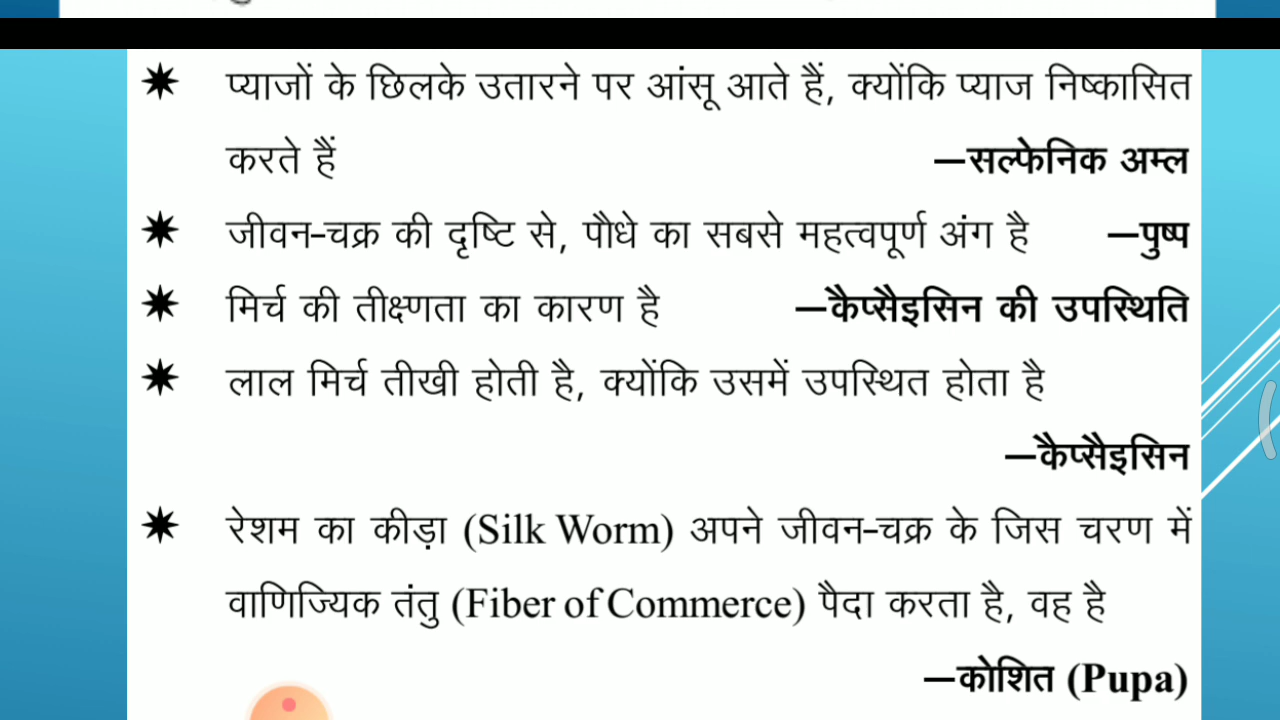 ✷ प्याजों के छिलके उतारने पर आंसू आते हैं, क्योंकि प्याज निष्कासित
करते हैं —सल्फेनिक अम्ल
✷ जीवन-चक्र की दृष्टि से, पौधे का सबसे महत्वपूर्ण अंग है —पुष्प
✷ मिर्च की तीक्ष्णता का कारण है —कैप्सैइसिन की उपस्थिति
✷ लाल मिर्च तीखी होती है, क्योंकि उसमें उपस्थित होता है
—कैप्सैइसिन
✷ रेशम का कीड़ा (Silk Worm) अपने जीवन-चक्र के जिस चरण में
वाणिज्यिक तंतु (Fiber of Commerce) पैदा करता है, वह है
—कोशित (Pupa)